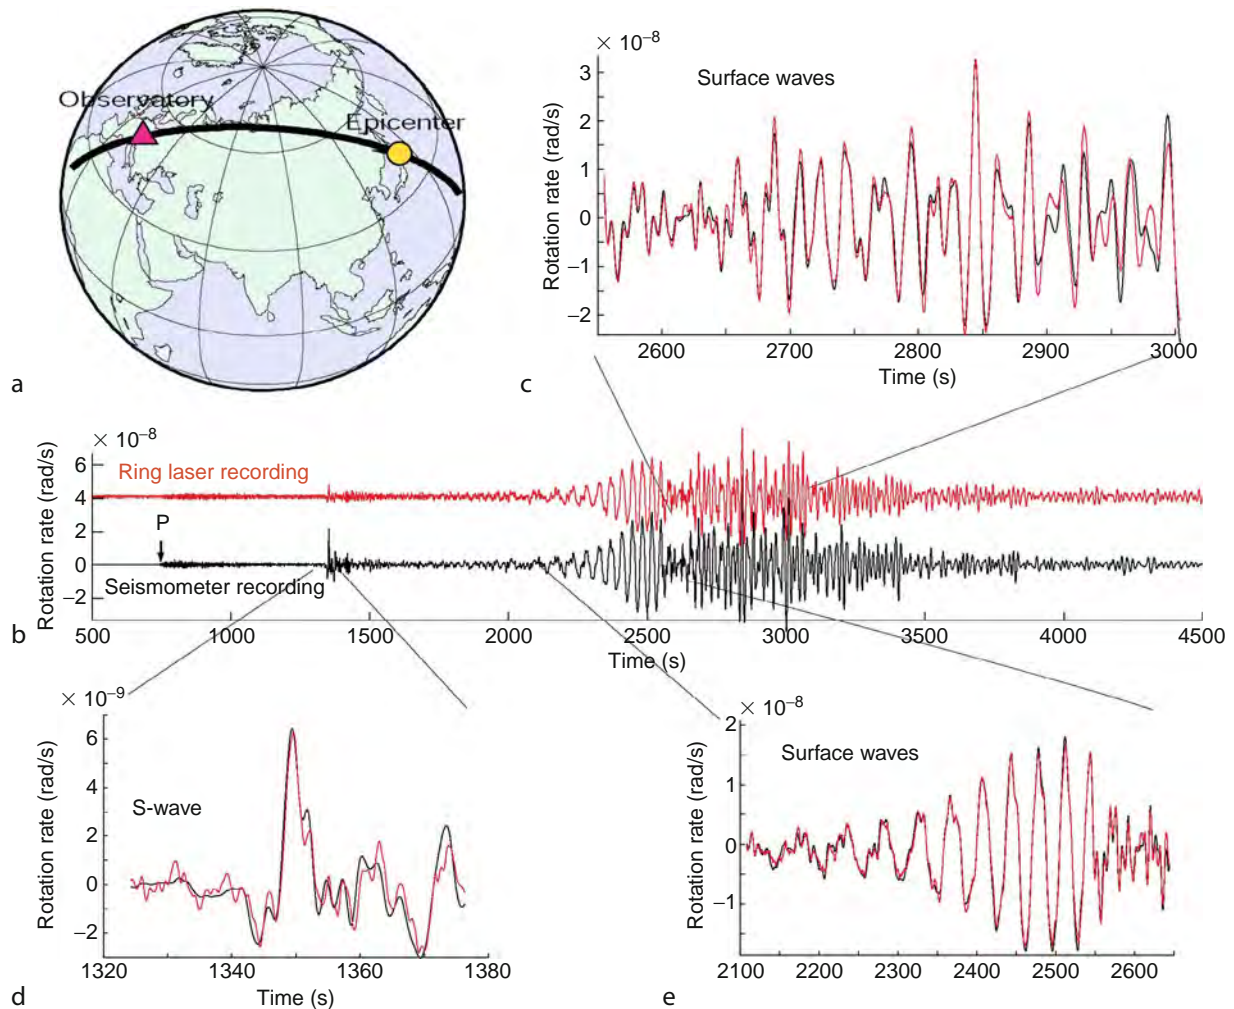 Observatory
Epicenter
a
× 10⁻⁸
Surface waves
Rotation rate (rad/s)
3
2
1
0
−1
−2
2600 2700 2800 2900 3000
Time (s)
c
× 10⁻⁸
Ring laser recording
Rotation rate (rad/s)
6
4
2
0
−2
P
Seismometer recording
500 1000 1500 2000 2500 3000 3500 4000 4500
Time (s)
b
× 10⁻⁹
Rotation rate (rad/s)
6
4
2
0
−2
S-wave
1320 1340 1360 1380
Time (s)
d
× 10⁻⁸
Rotation rate (rad/s)
2
1
0
−1
Surface waves
2100 2200 2300 2400 2500 2600
e